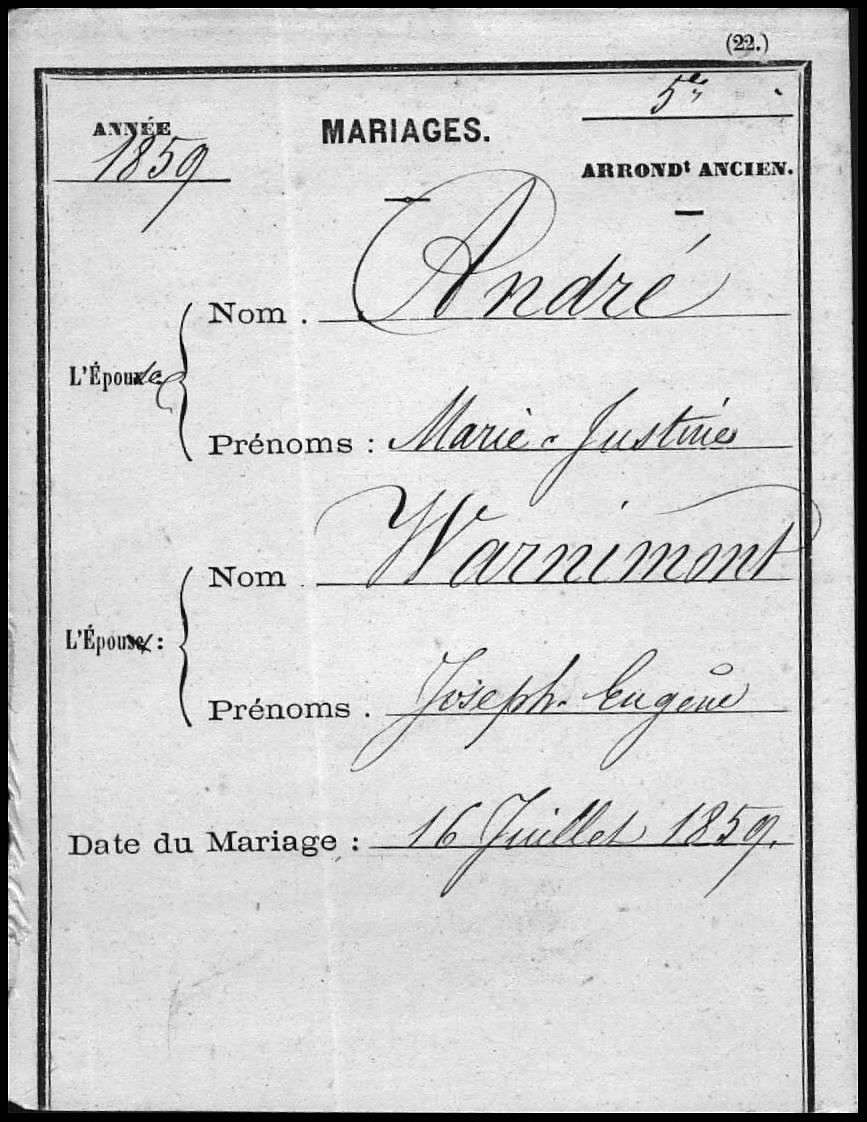 (22.)
ANNÉE
1859
MARIAGES.
5e
ARRONDt ANCIEN.
André
Nom .
L'Épouse
Prénoms : Marie-Justine
Warnimont
Nom
L'Époux :
Prénoms . Joseph-Eugène
Date du Mariage : 16 Juillet 1859.